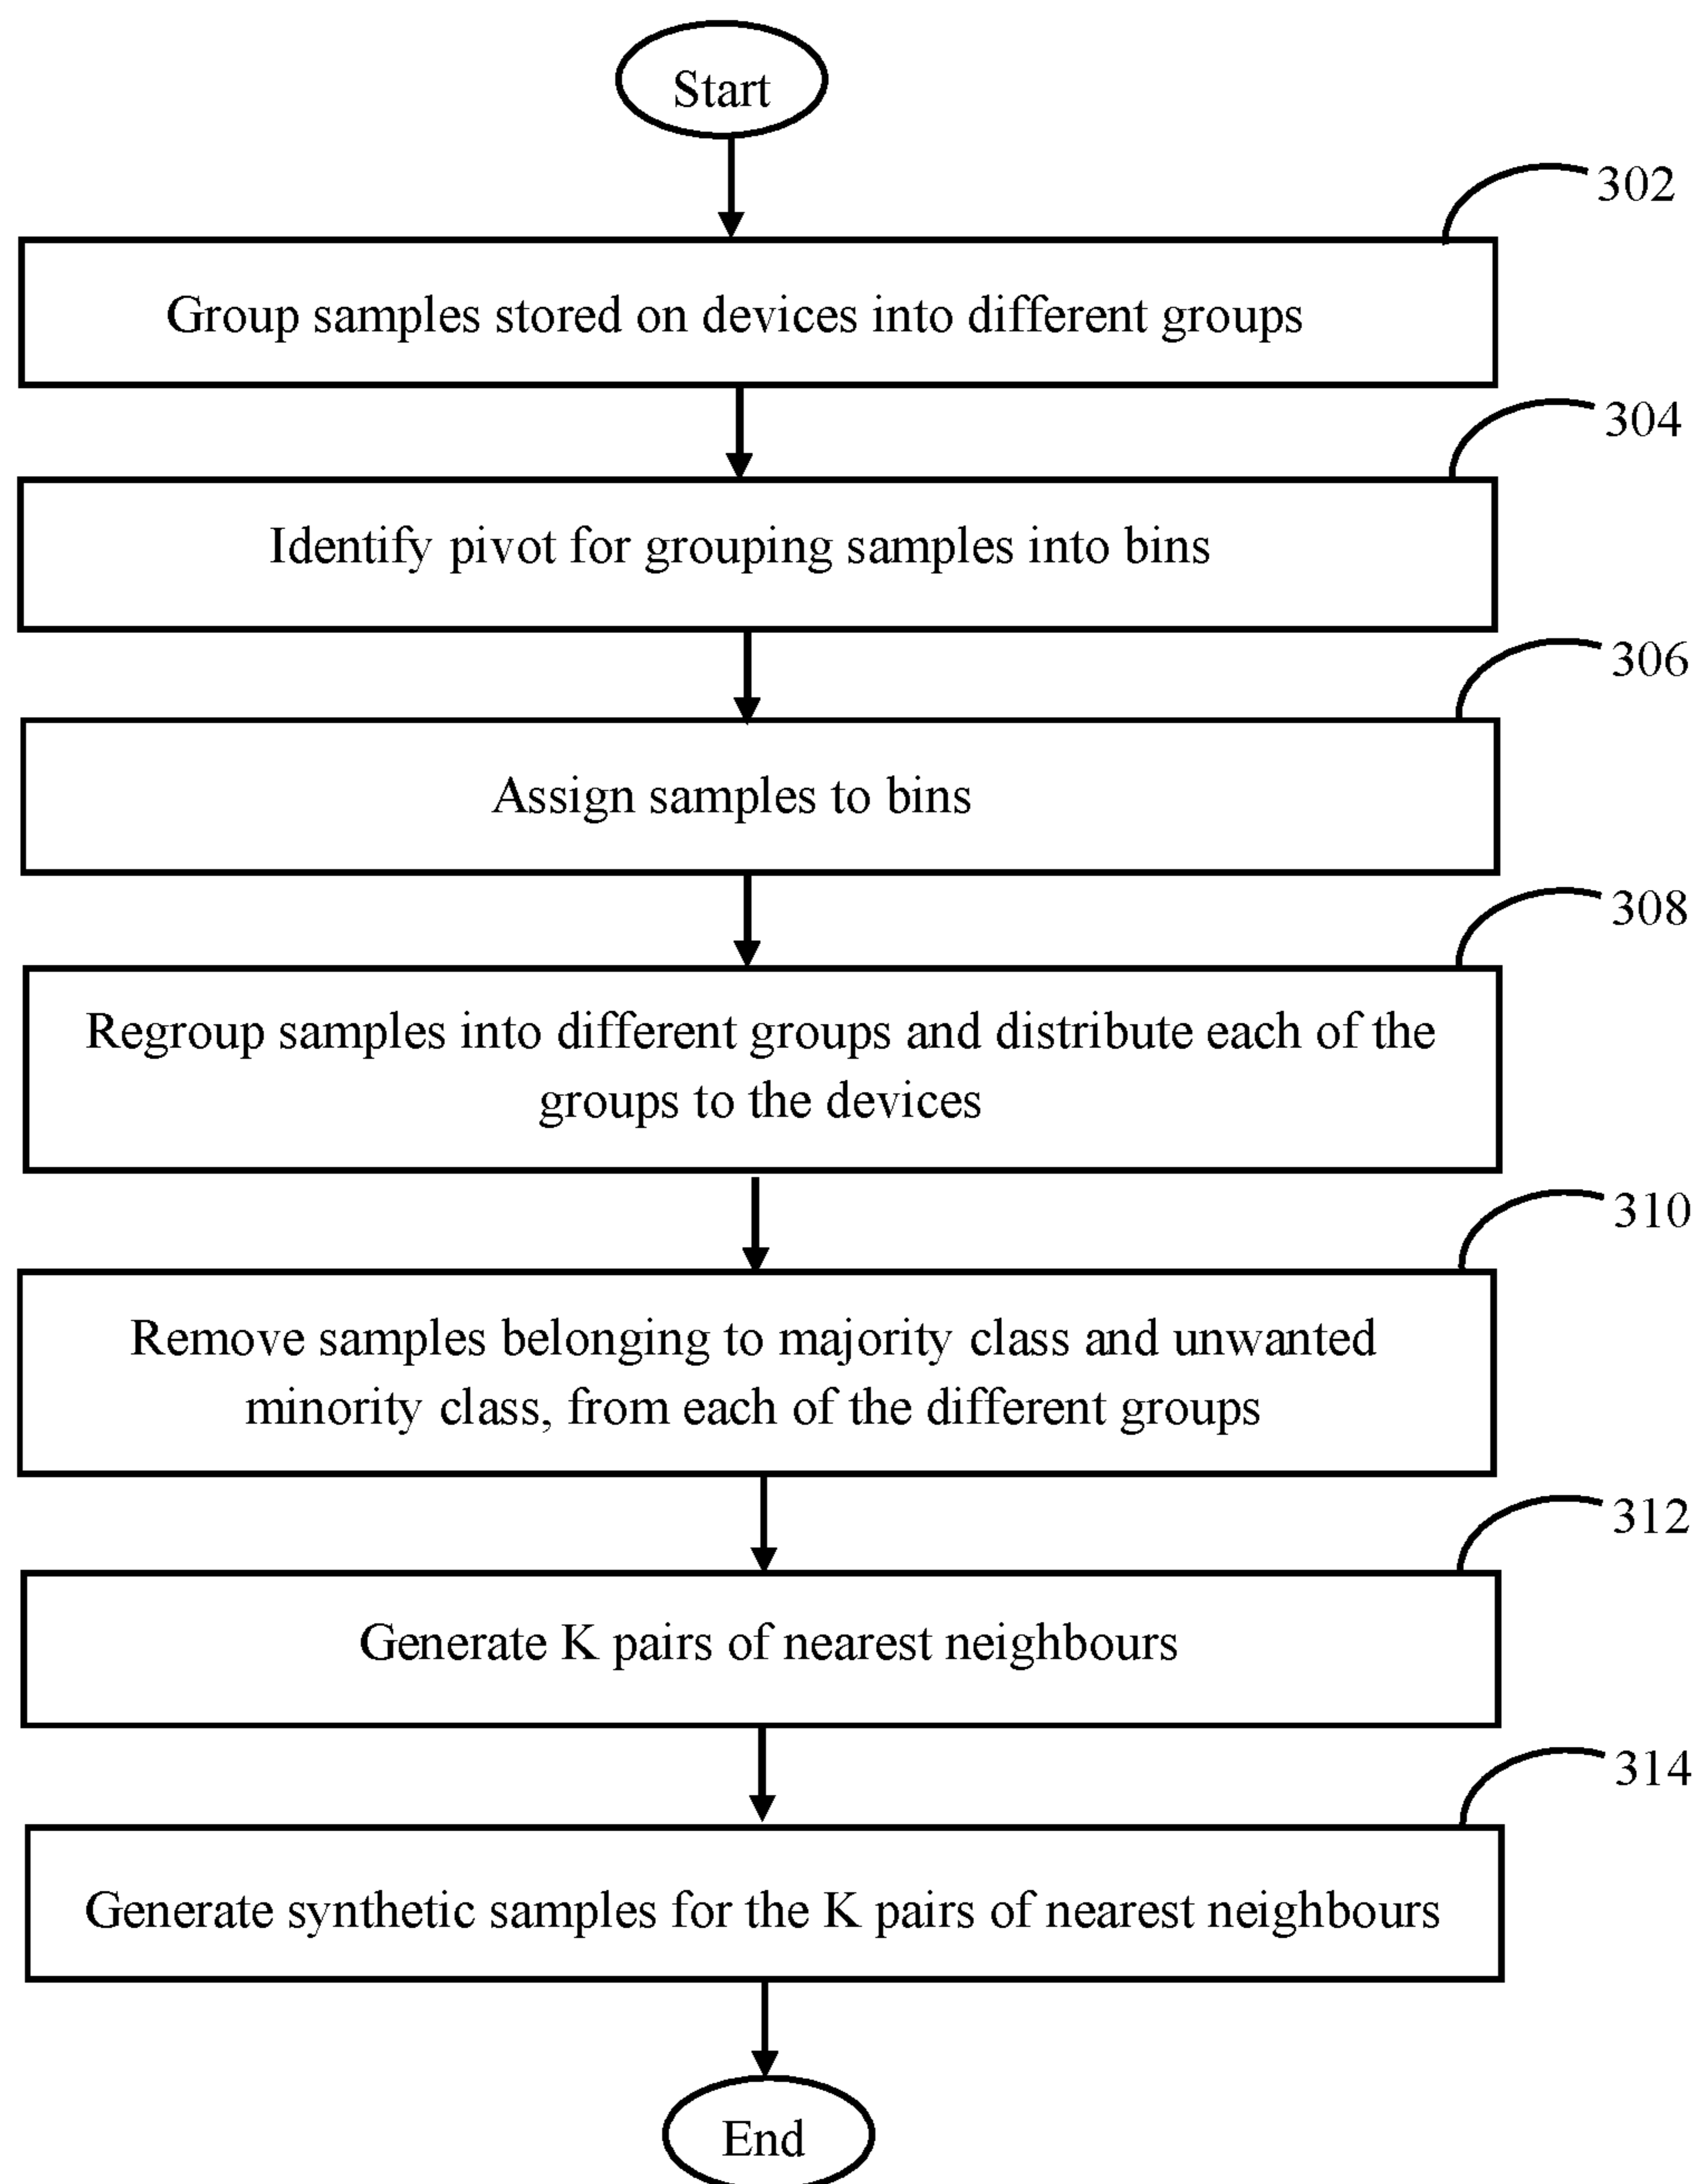 Start
302
Group samples stored on devices into different groups
304
Identify pivot for grouping samples into bins
306
Assign samples to bins
308
Regroup samples into different groups and distribute each of the
groups to the devices
310
Remove samples belonging to majority class and unwanted
minority class, from each of the different groups
312
Generate K pairs of nearest neighbours
314
Generate synthetic samples for the K pairs of nearest neighbours
End